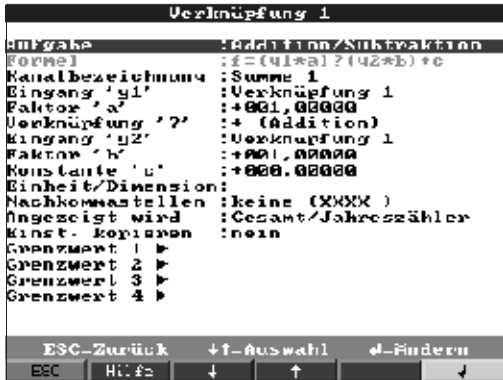 Verknüpfung 1
Aufgabe :Addition/Subtraktion
Formel :f=(y1*a)?(y2*b)+c
Kanalbezeichnung :Summe 1
Eingang 'y1' :Verknüpfung 1
Faktor 'a' :+001,00000
Verknüpfung '?' :+ (Addition)
Eingang 'y2' :Verknüpfung 1
Faktor 'b' :+001,00000
Konstante 'c' :+000.00000
Einheit/Dimension:
Nachkommastellen :keine (XXXX )
Angezeigt wird :Gesamt/Jahreszähler
Einst. kopieren :nein
Grenzwert 1 ►
Grenzwert 2 ►
Grenzwert 3 ►
Grenzwert 4 ►
ESC-Zurück ↓↑-Auswahl ↲-Ändern
ESC Hilfe ↓ ↑ ↲